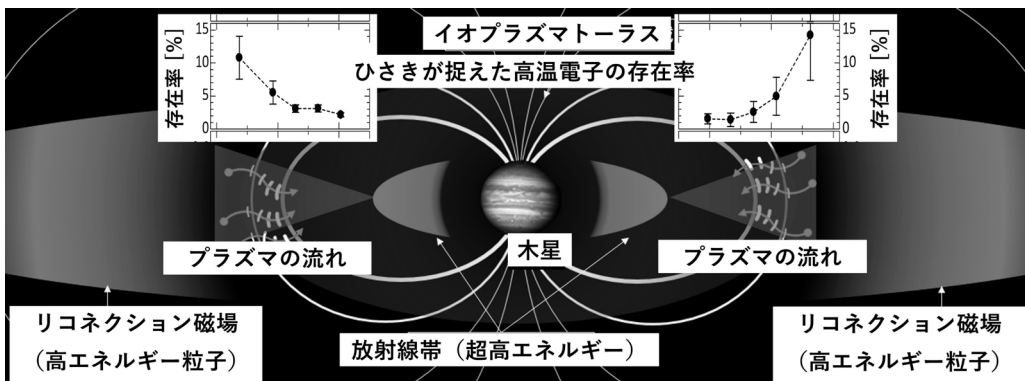 イオプラズマトーラス
ひさきが捉えた高温電子の存在率
存在率 [%]
15
10
5
0
15
10
5
0
存在率 [%]
プラズマの流れ
木星
プラズマの流れ
リコネクション磁場
(高エネルギー粒子)
放射線帯(超高エネルギー)
リコネクション磁場
(高エネルギー粒子)